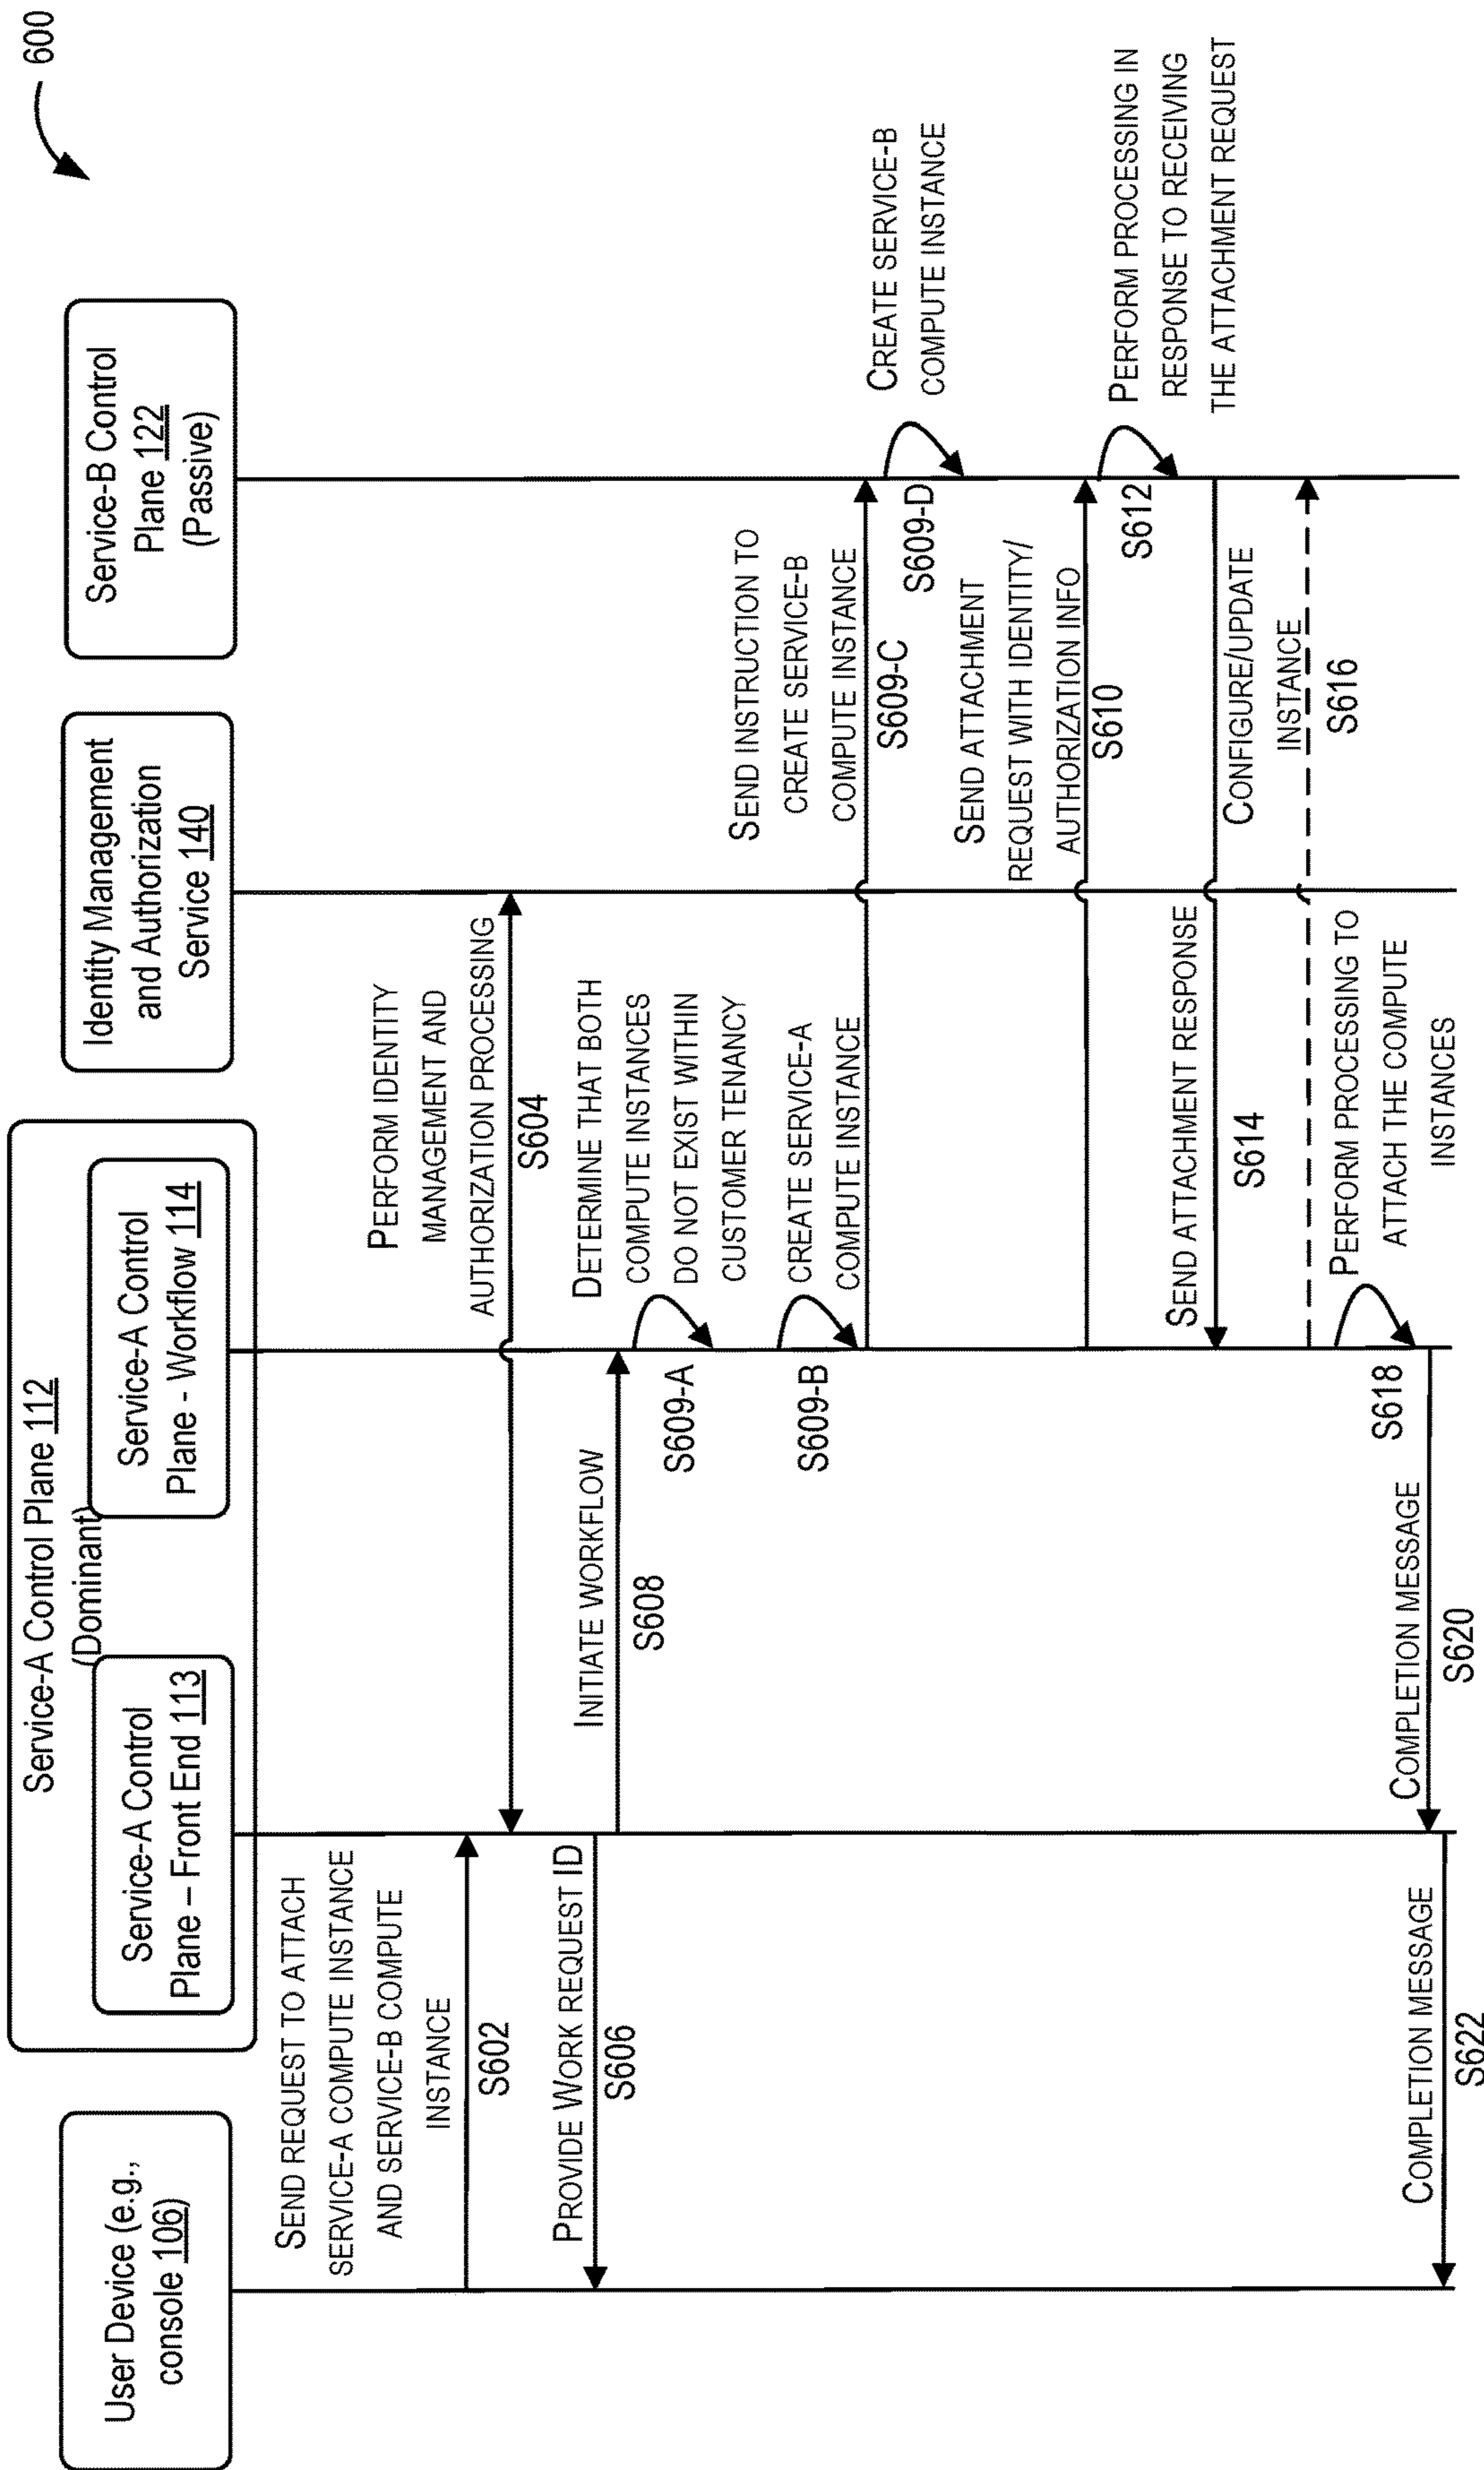 600
Service-A Control Plane 112
(Dominant)
User Device (e.g.,
console 106)
Service-A Control
Plane – Front End 113
Service-A Control
Plane - Workflow 114
Identity Management
and Authorization
Service 140
Service-B Control
Plane 122
(Passive)
SEND REQUEST TO ATTACH
SERVICE-A COMPUTE INSTANCE
AND SERVICE-B COMPUTE
INSTANCE
S602
PERFORM IDENTITY
MANAGEMENT AND
AUTHORIZATION PROCESSING
S604
PROVIDE WORK REQUEST ID
S606
INITIATE WORKFLOW
S608
DETERMINE THAT BOTH
COMPUTE INSTANCES
DO NOT EXIST WITHIN
CUSTOMER TENANCY
S609-A
CREATE SERVICE-A
COMPUTE INSTANCE
S609-B
SEND INSTRUCTION TO
CREATE SERVICE-B
COMPUTE INSTANCE
S609-C
CREATE SERVICE-B
COMPUTE INSTANCE
S609-D
SEND ATTACHMENT
REQUEST WITH IDENTITY/
AUTHORIZATION INFO
S610
PERFORM PROCESSING IN
RESPONSE TO RECEIVING
THE ATTACHMENT REQUEST
S612
SEND ATTACHMENT RESPONSE
S614
CONFIGURE/UPDATE
INSTANCE
S616
PERFORM PROCESSING TO
ATTACH THE COMPUTE
INSTANCES
S618
COMPLETION MESSAGE
S620
COMPLETION MESSAGE
S622